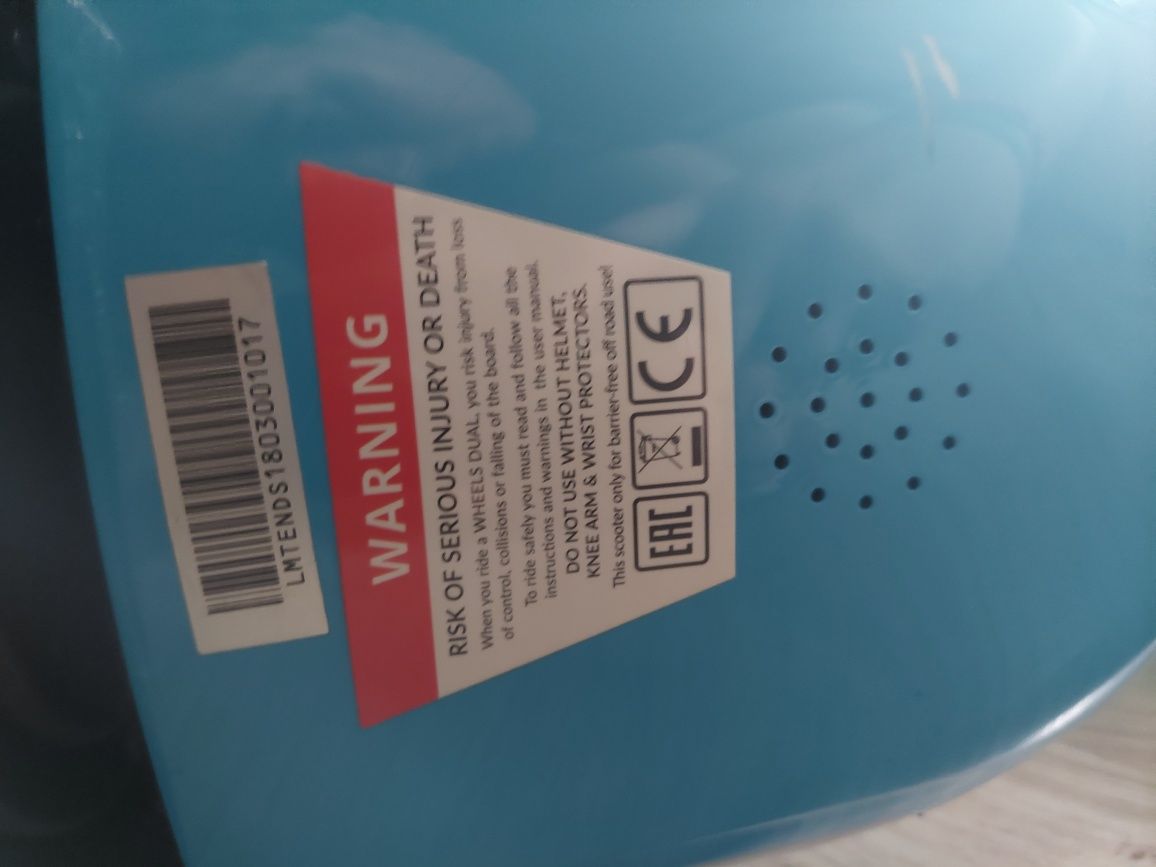 LMTENDS1803001017
WARNING
RISK OF SERIOUS INJURY OR DEATH
When you ride a WHEELS DUAL, you risk injury from loss
of control, collisions or falling of the board.
To ride safely you must read and follow all the
instructions and warnings in the user manual.
DO NOT USE WITHOUT HELMET,
KNEE ARM & WRIST PROTECTORS.
This scooter only for barrier-free off road use!
EAC CE